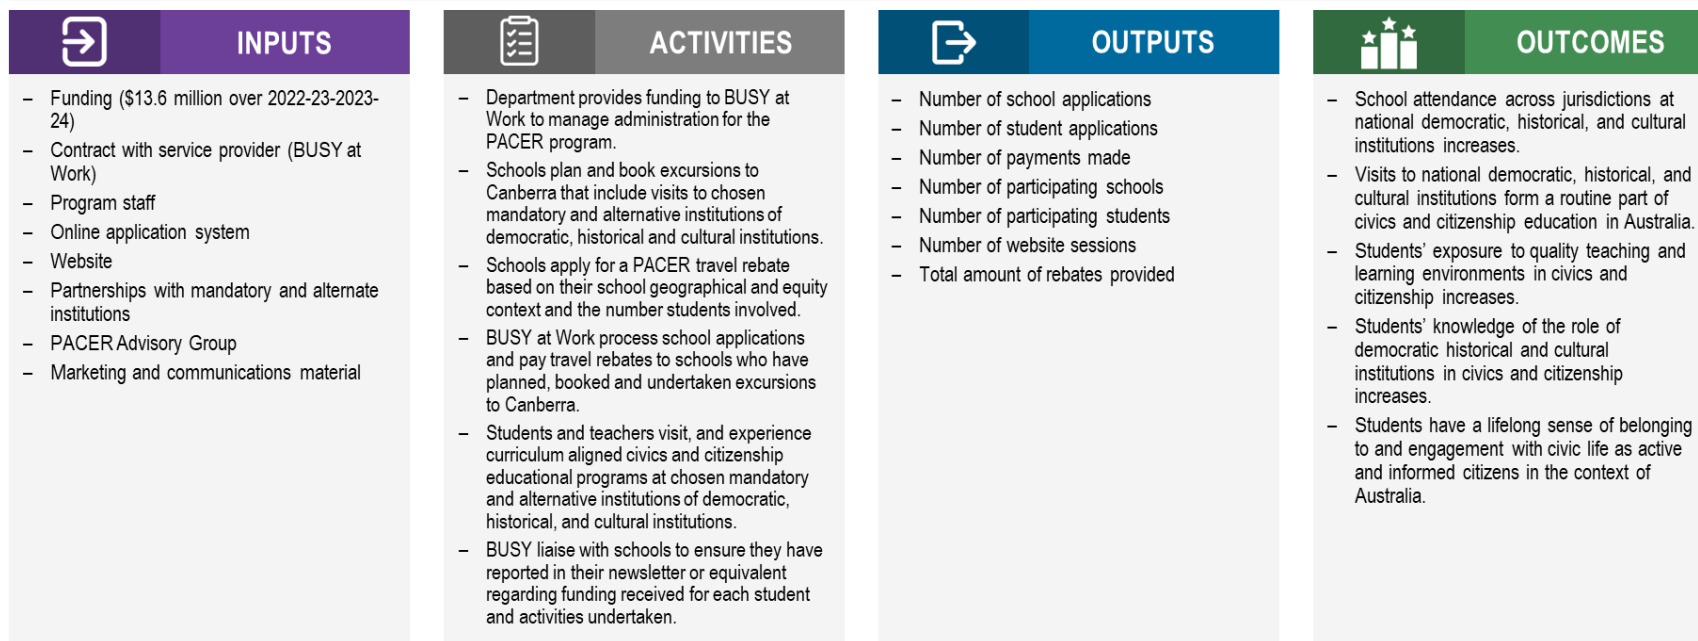 INPUTS
– Funding ($13.6 million over 2022-23-2023-
24)
– Contract with service provider (BUSY at
Work)
– Program staff
– Online application system
– Website
– Partnerships with mandatory and alternate
institutions
– PACER Advisory Group
– Marketing and communications material
ACTIVITIES
– Department provides funding to BUSY at
Work to manage administration for the
PACER program.
– Schools plan and book excursions to
Canberra that include visits to chosen
mandatory and alternative institutions of
democratic, historical and cultural institutions.
– Schools apply for a PACER travel rebate
based on their school geographical and equity
context and the number students involved.
– BUSY at Work process school applications
and pay travel rebates to schools who have
planned, booked and undertaken excursions
to Canberra.
– Students and teachers visit, and experience
curriculum aligned civics and citizenship
educational programs at chosen mandatory
and alternative institutions of democratic,
historical, and cultural institutions.
– BUSY liaise with schools to ensure they have
reported in their newsletter or equivalent
regarding funding received for each student
and activities undertaken.
OUTPUTS
– Number of school applications
– Number of student applications
– Number of payments made
– Number of participating schools
– Number of participating students
– Number of website sessions
– Total amount of rebates provided
OUTCOMES
– School attendance across jurisdictions at
national democratic, historical, and cultural
institutions increases.
– Visits to national democratic, historical, and
cultural institutions form a routine part of
civics and citizenship education in Australia.
– Students’ exposure to quality teaching and
learning environments in civics and
citizenship increases.
– Students’ knowledge of the role of
democratic historical and cultural
institutions in civics and citizenship
increases.
– Students have a lifelong sense of belonging
to and engagement with civic life as active
and informed citizens in the context of
Australia.